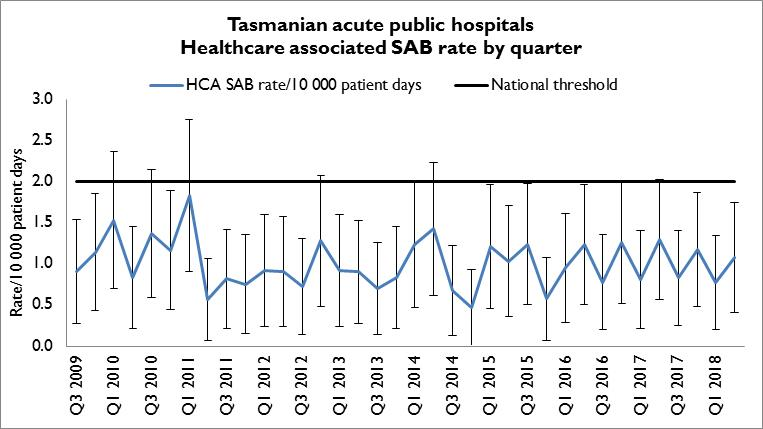 Tasmanian acute public hospitals
Healthcare associated SAB rate by quarter
HCA SAB rate/10 000 patient days
National threshold
Rate/10 000 patient days
3.0
2.5
2.0
1.5
1.0
0.5
0.0
Q3 2009
Q1 2010
Q3 2010
Q1 2011
Q3 2011
Q1 2012
Q3 2012
Q1 2013
Q3 2013
Q1 2014
Q3 2014
Q1 2015
Q3 2015
Q1 2016
Q3 2016
Q1 2017
Q3 2017
Q1 2018